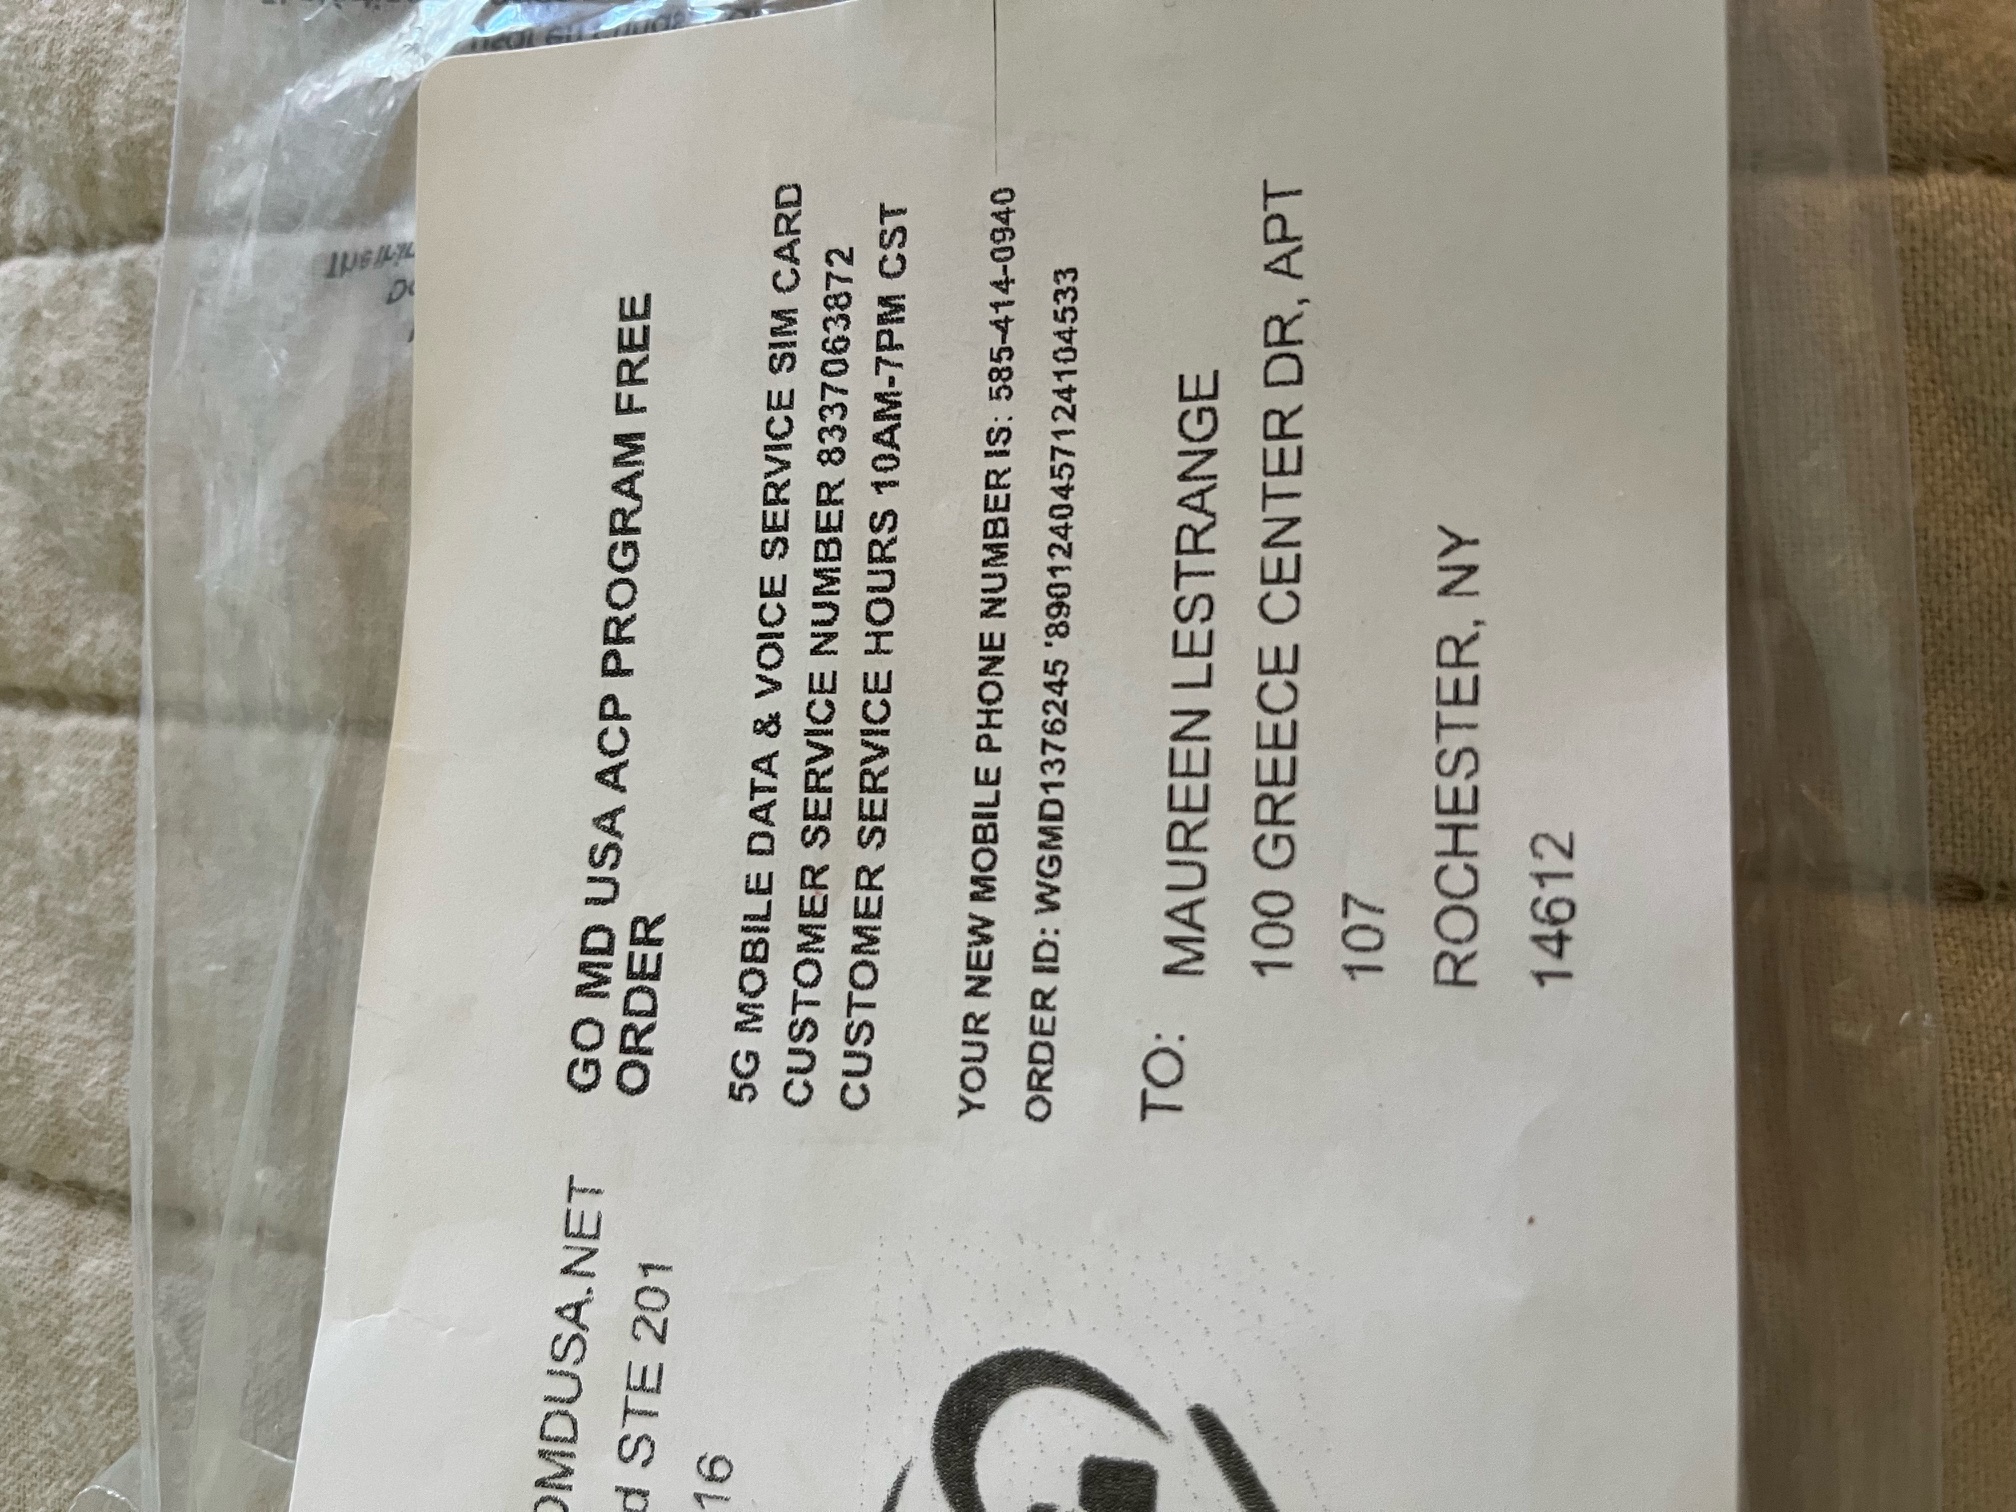 OMDUSA.NET
d STE 201
16
GO MD USA ACP PROGRAM FREE
ORDER
5G MOBILE DATA & VOICE SERVICE SIM CARD
CUSTOMER SERVICE NUMBER 8337063872
CUSTOMER SERVICE HOURS 10AM-7PM CST
YOUR NEW MOBILE PHONE NUMBER IS: 585-414-0940
ORDER ID: WGMD1376245 '8901240457124104533
TO: MAUREEN LESTRANGE
100 GREECE CENTER DR, APT
107
ROCHESTER, NY
14612